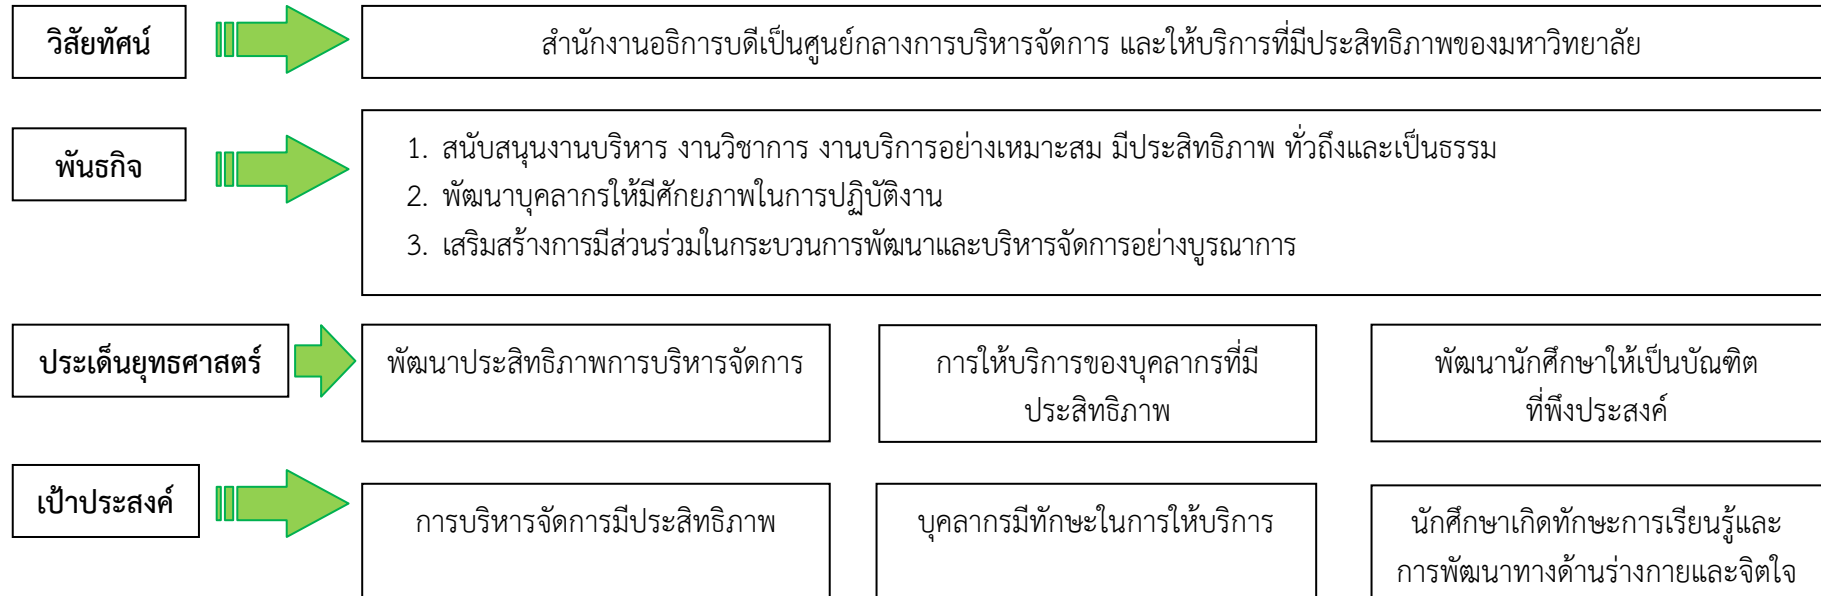 วิสัยทัศน์
สำนักงานอธิการบดีเป็นศูนย์กลางการบริหารจัดการ และให้บริการที่มีประสิทธิภาพของมหาวิทยาลัย
พันธกิจ
1. สนับสนุนงานบริหาร งานวิชาการ งานบริการอย่างเหมาะสม มีประสิทธิภาพ ทั่วถึงและเป็นธรรม
2. พัฒนาบุคลากรให้มีศักยภาพในการปฏิบัติงาน
3. เสริมสร้างการมีส่วนร่วมในกระบวนการพัฒนาและบริหารจัดการอย่างบูรณาการ
ประเด็นยุทธศาสตร์
พัฒนาประสิทธิภาพการบริหารจัดการ
การให้บริการของบุคลากรที่มี
ประสิทธิภาพ
พัฒนานักศึกษาให้เป็นบัณฑิต
ที่พึงประสงค์
เป้าประสงค์
การบริหารจัดการมีประสิทธิภาพ
บุคลากรมีทักษะในการให้บริการ
นักศึกษาเกิดทักษะการเรียนรู้และ
การพัฒนาทางด้านร่างกายและจิตใจ